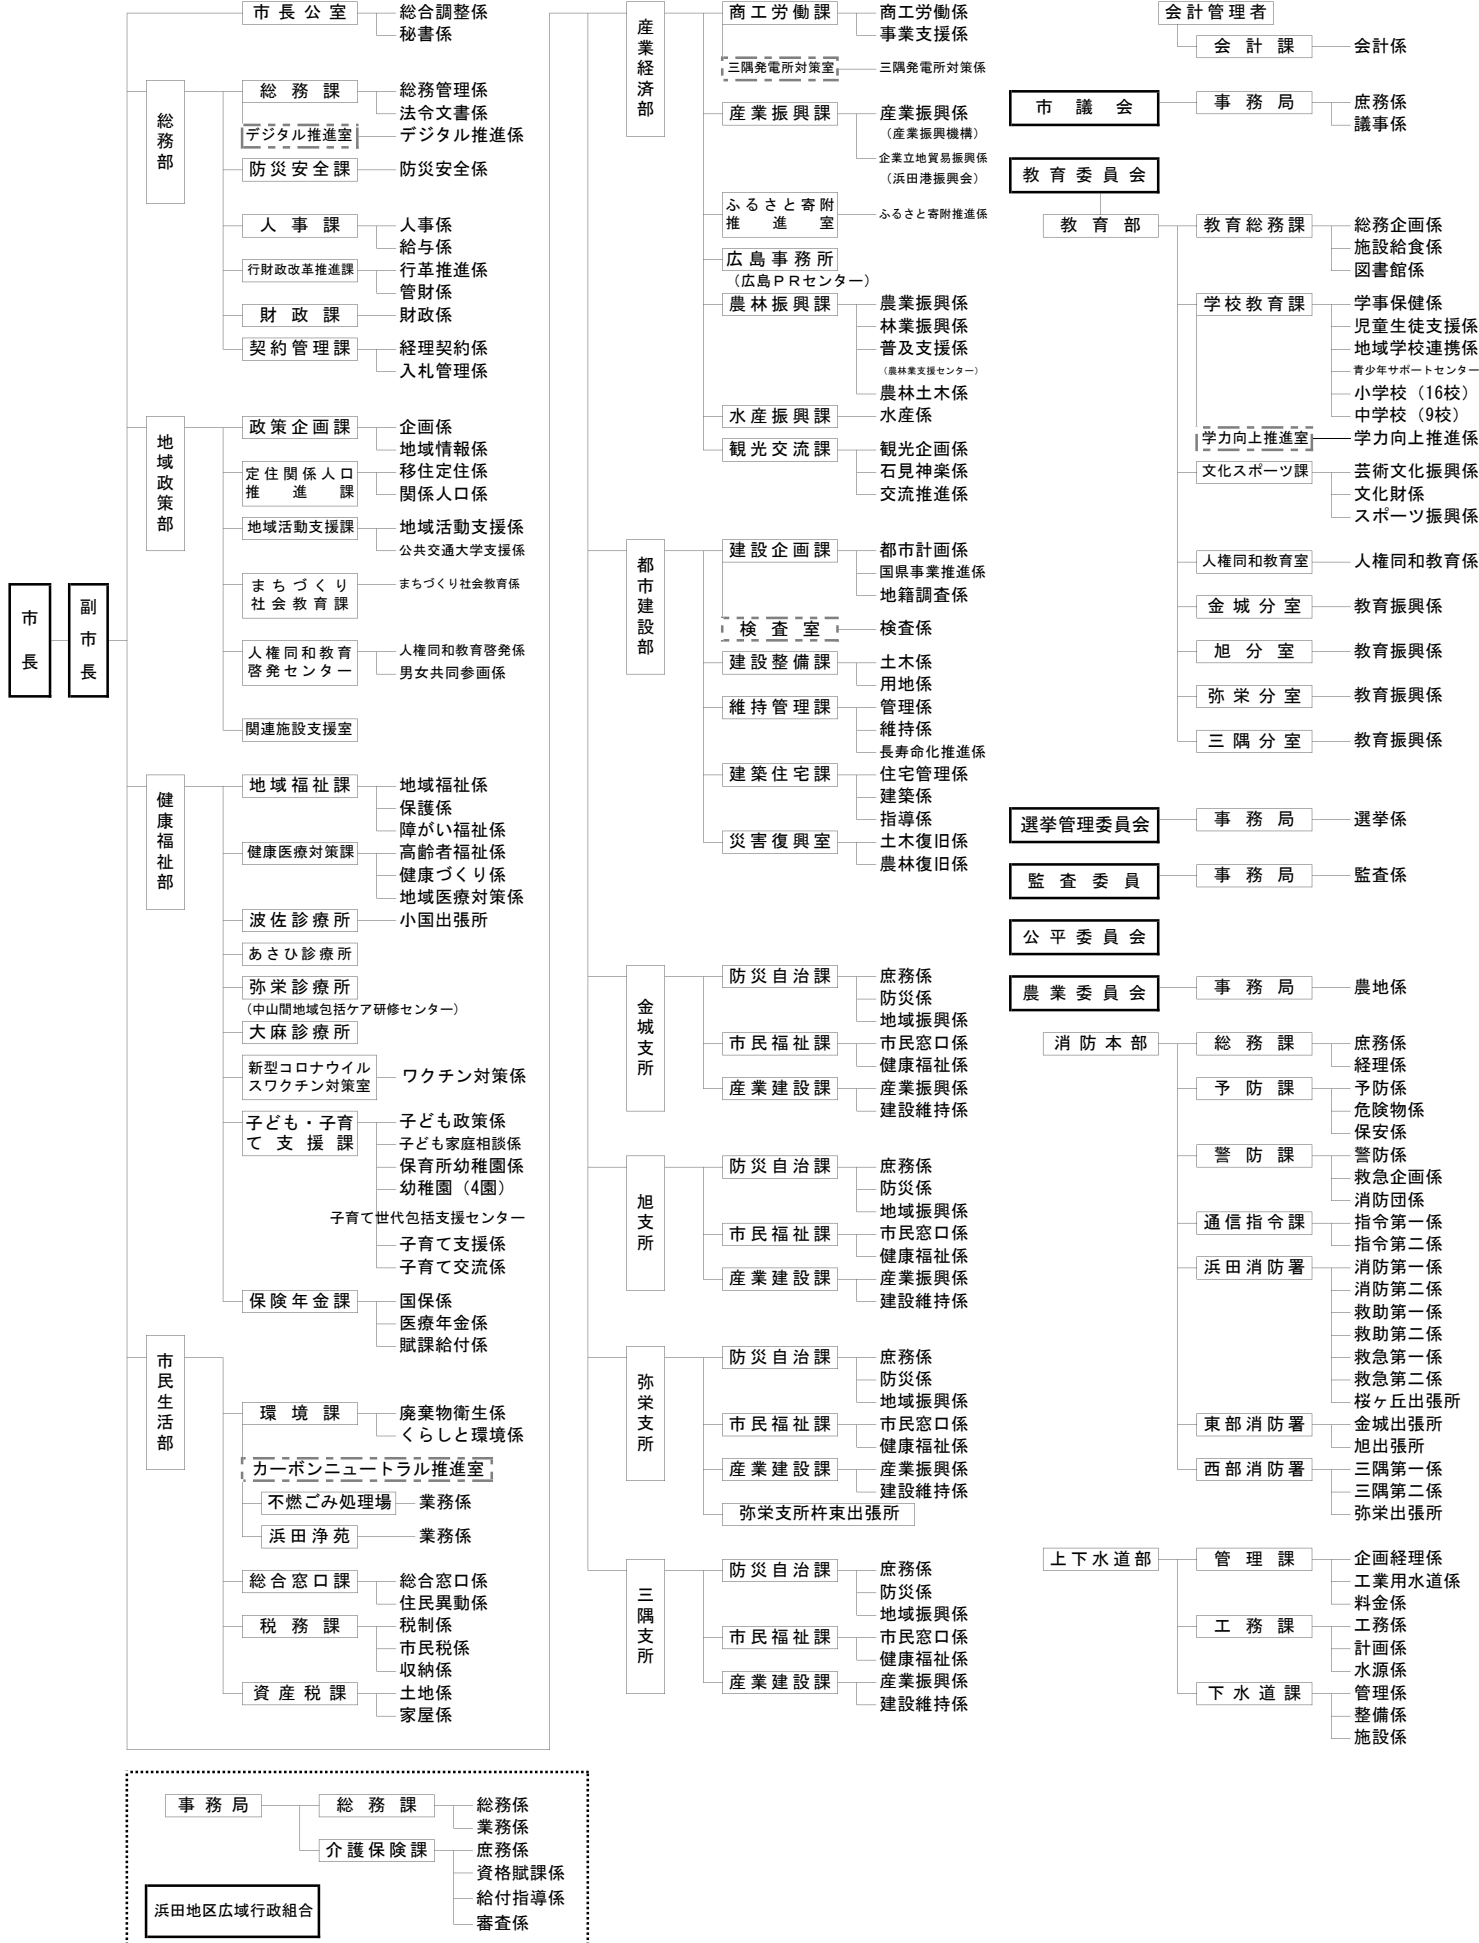 市長
副市長
市長公室
総合調整係
秘書係
総務部
総務課
総務管理係
法令文書係
デジタル推進室
デジタル推進係
防災安全課
防災安全係
人事課
人事係
給与係
行財政改革推進課
行革推進係
管財係
財政課
財政係
契約管理課
経理契約係
入札管理係
地域政策部
政策企画課
企画係
地域情報係
定住関係人口
推進課
移住定住係
関係人口係
地域活動支援課
地域活動支援係
公共交通大学支援係
まちづくり
社会教育課
まちづくり社会教育係
人権同和教育
啓発センター
人権同和教育啓発係
男女共同参画係
関連施設支援室
健康福祉部
地域福祉課
地域福祉係
保護係
障がい福祉係
健康医療対策課
高齢者福祉係
健康づくり係
地域医療対策係
波佐診療所
小国出張所
あさひ診療所
弥栄診療所
（中山間地域包括ケア研修センター）
大麻診療所
新型コロナウイル
スワクチン対策室
ワクチン対策係
子ども・子育
て支援課
子ども政策係
子ども家庭相談係
保育所幼稚園係
幼稚園（4園）
子育て世代包括支援センター
子育て支援係
子育て交流係
保険年金課
国保係
医療年金係
賦課給付係
市民生活部
環境課
廃棄物衛生係
くらしと環境係
カーボンニュートラル推進室
不燃ごみ処理場
業務係
浜田浄苑
業務係
総合窓口課
総合窓口係
住民異動係
税務課
税制係
市民税係
収納係
資産税課
土地係
家屋係
産業経済部
商工労働課
商工労働係
事業支援係
三隅発電所対策室
三隅発電所対策係
産業振興課
産業振興係
（産業振興機構）
企業立地貿易振興係
（浜田港振興会）
ふるさと寄附
推進室
ふるさと寄附推進係
広島事務所
（広島ＰＲセンター）
農林振興課
農業振興係
林業振興係
普及支援係
（農林業支援センター）
農林土木係
水産振興課
水産係
観光交流課
観光企画係
石見神楽係
交流推進係
都市建設部
建設企画課
都市計画係
国県事業推進係
地籍調査係
検査室
検査係
建設整備課
土木係
用地係
維持管理課
管理係
維持係
長寿命化推進係
建築住宅課
住宅管理係
建築係
指導係
災害復興室
土木復旧係
農林復旧係
金城支所
防災自治課
庶務係
防災係
地域振興係
市民福祉課
市民窓口係
健康福祉係
産業建設課
産業振興係
建設維持係
旭支所
防災自治課
庶務係
防災係
地域振興係
市民福祉課
市民窓口係
健康福祉係
産業建設課
産業振興係
建設維持係
弥栄支所
防災自治課
庶務係
防災係
地域振興係
市民福祉課
市民窓口係
健康福祉係
産業建設課
産業振興係
建設維持係
弥栄支所杵束出張所
三隅支所
防災自治課
庶務係
防災係
地域振興係
市民福祉課
市民窓口係
健康福祉係
産業建設課
産業振興係
建設維持係
会計管理者
会計課
会計係
市議会
事務局
庶務係
議事係
教育委員会
教育部
教育総務課
総務企画係
施設給食係
図書館係
学校教育課
学事保健係
児童生徒支援係
地域学校連携係
青少年サポートセンター
小学校（16校）
中学校（9校）
学力向上推進室
学力向上推進係
文化スポーツ課
芸術文化振興係
文化財係
スポーツ振興係
人権同和教育室
人権同和教育係
金城分室
教育振興係
旭分室
教育振興係
弥栄分室
教育振興係
三隅分室
教育振興係
選挙管理委員会
事務局
選挙係
監査委員
事務局
監査係
公平委員会
農業委員会
事務局
農地係
消防本部
総務課
庶務係
経理係
予防課
予防係
危険物係
保安係
警防課
警防係
救急企画係
消防団係
通信指令課
指令第一係
指令第二係
浜田消防署
消防第一係
消防第二係
救助第一係
救助第二係
救急第一係
救急第二係
桜ヶ丘出張所
東部消防署
金城出張所
旭出張所
西部消防署
三隅第一係
三隅第二係
弥栄出張所
上下水道部
管理課
企画経理係
工業用水道係
料金係
工務課
工務係
計画係
水源係
下水道課
管理係
整備係
施設係
事務局
総務課
総務係
業務係
介護保険課
庶務係
資格賦課係
給付指導係
審査係
浜田地区広域行政組合